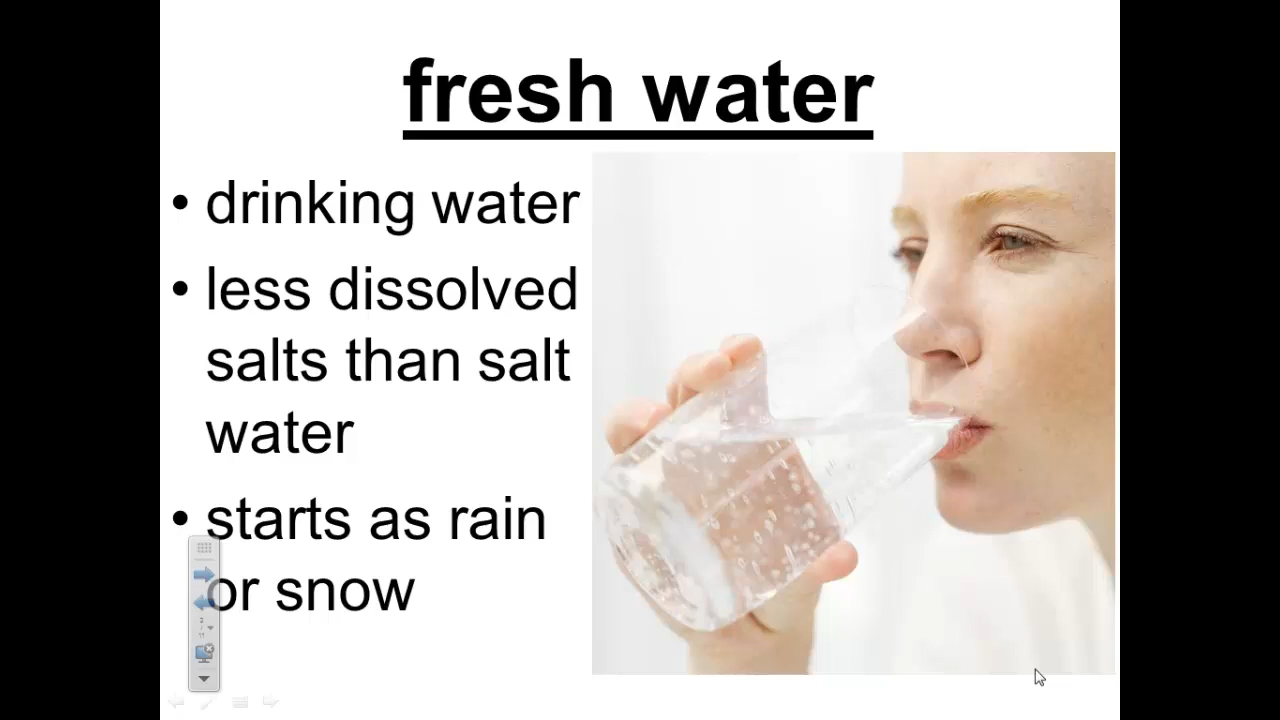 fresh water
• drinking water
• less dissolved
salts than salt
water
• starts as rain
or snow